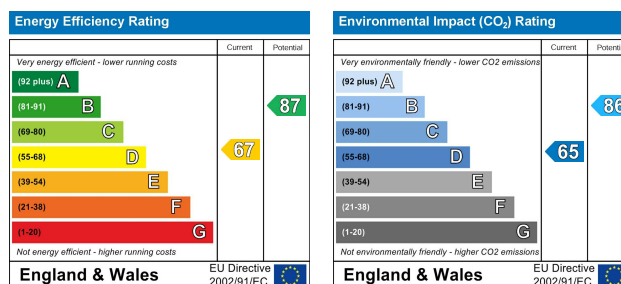 Energy Efficiency Rating
Current Potential
Very energy efficient - lower running costs
(92 plus) A
(81-91) B
87
(69-80) C
(55-68) D
67
(39-54) E
(21-38) F
(1-20) G
Not energy efficient - higher running costs
England & Wales
EU Directive
2002/91/EC
Environmental Impact (CO2) Rating
Current Potential
Very environmentally friendly - lower CO2 emissions
(92 plus) A
(81-91) B
86
(69-80) C
(55-68) D
65
(39-54) E
(21-38) F
(1-20) G
Not environmentally friendly - higher CO2 emissions
England & Wales
EU Directive
2002/91/EC